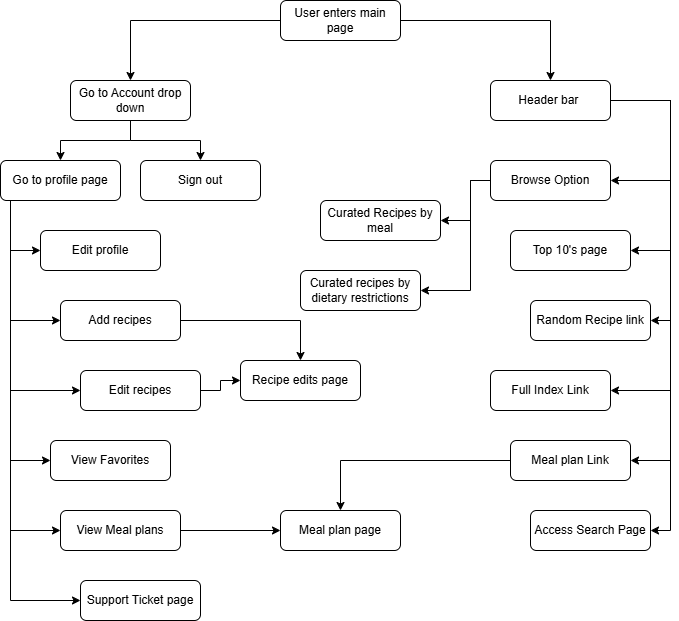 User enters main
page
Go to Account drop
down
Header bar
Go to profile page
Sign out
Browse Option
Curated Recipes by
meal
Edit profile
Top 10's page
Curated recipes by
dietary restrictions
Add recipes
Random Recipe link
Recipe edits page
Edit recipes
Full Index Link
View Favorites
Meal plan Link
View Meal plans
Meal plan page
Access Search Page
Support Ticket page